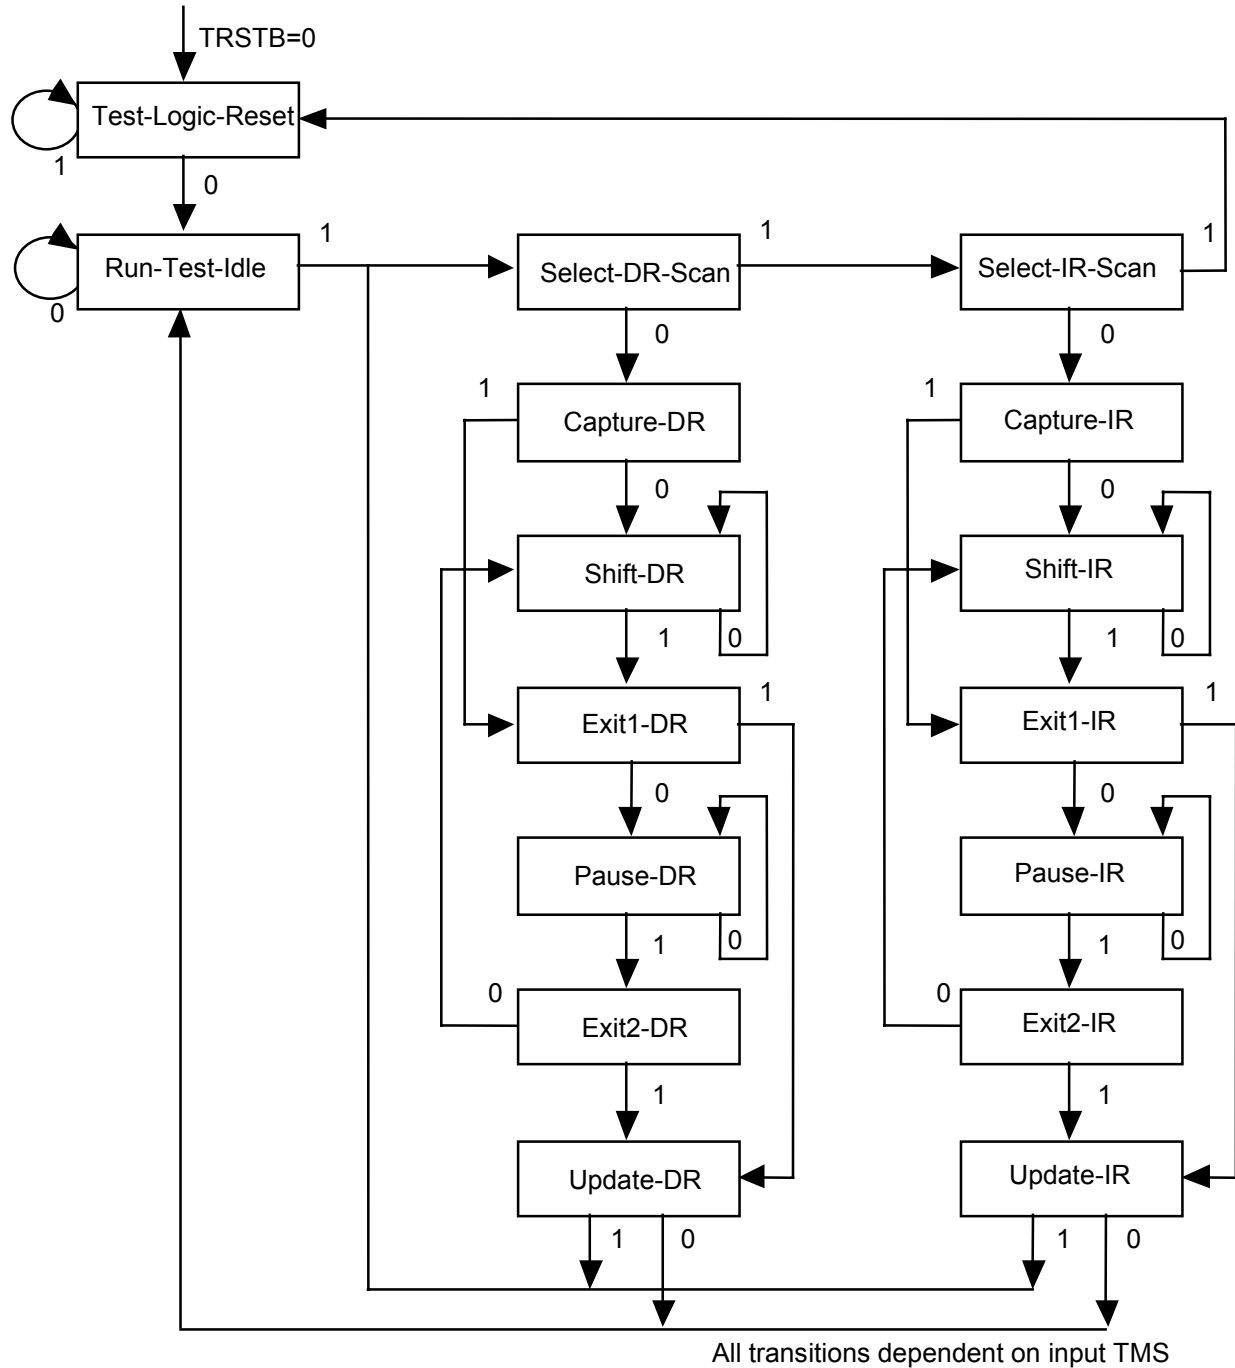 TRSTB=0
Test-Logic-Reset
1
0
Run-Test-Idle
0
1
Select-DR-Scan
1
Select-IR-Scan
1
0
0
1
Capture-DR
1
Capture-IR
0
0
Shift-DR
Shift-IR
1
0
1
0
Exit1-DR
1
Exit1-IR
1
0
0
Pause-DR
Pause-IR
1
0
1
0
0
Exit2-DR
0
Exit2-IR
1
1
Update-DR
Update-IR
1
0
1
0
All transitions dependent on input TMS